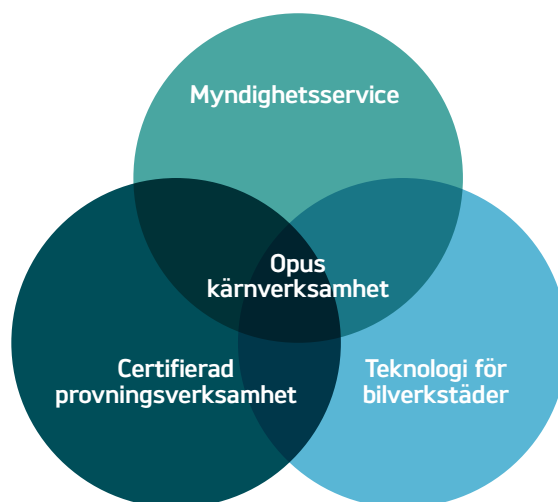 Myndighetsservice
Opus
kärnverksamhet
Certifierad
provningsverksamhet
Teknologi för
bilverkstäder